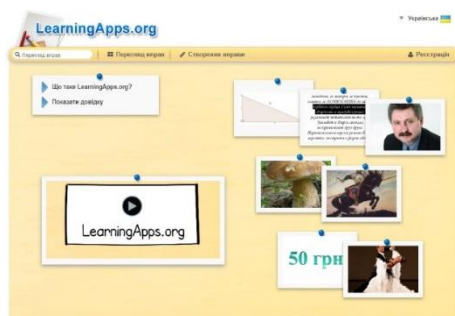 LearningApps.org
Українська
Перегляд вправ
Перегляд вправ
Створення вправи
Реєстрація
Що таке LearningApps.org?
Показати довідку
LearningApps.org
50 грн